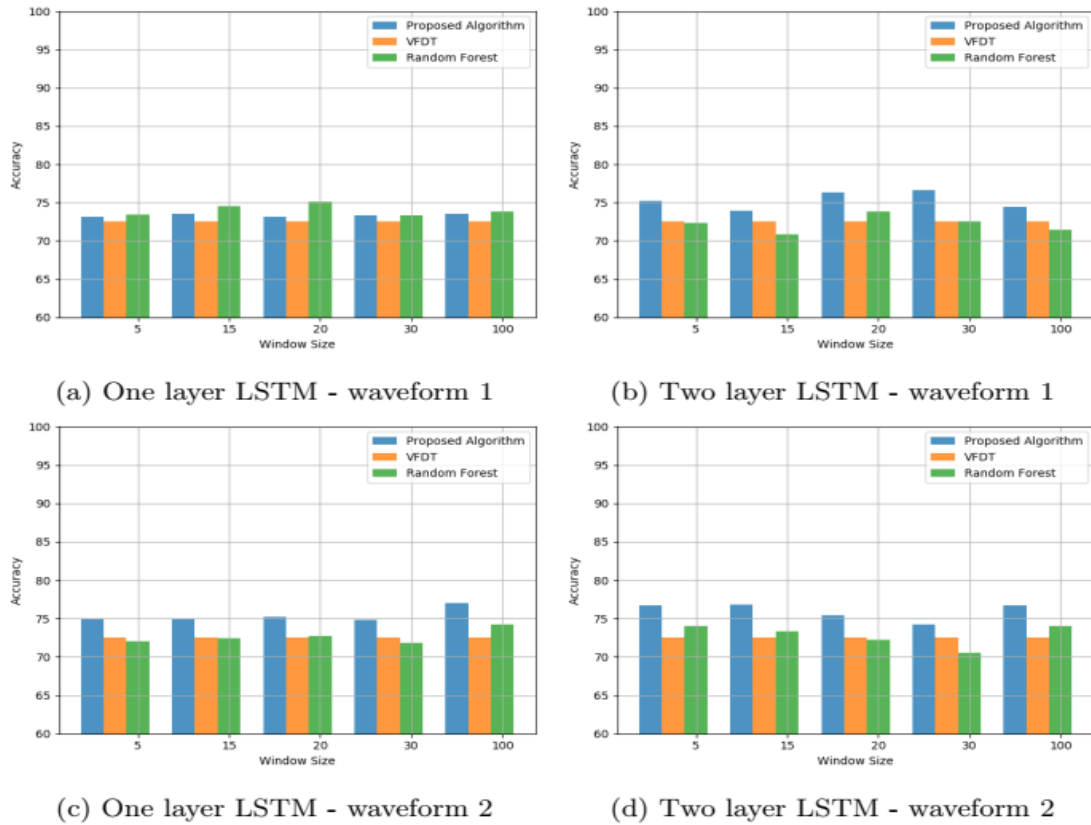 100
95
90
85
80
75
70
65
60
Accuracy
Proposed Algorithm
VFDT
Random Forest
5 15 20 30 100
Window Size
(a) One layer LSTM - waveform 1
100
95
90
85
80
75
70
65
60
Accuracy
Proposed Algorithm
VFDT
Random Forest
5 15 20 30 100
Window Size
(b) Two layer LSTM - waveform 1
100
95
90
85
80
75
70
65
60
Accuracy
Proposed Algorithm
VFDT
Random Forest
5 15 20 30 100
Window Size
(c) One layer LSTM - waveform 2
100
95
90
85
80
75
70
65
60
Accuracy
Proposed Algorithm
VFDT
Random Forest
5 15 20 30 100
Window Size
(d) Two layer LSTM - waveform 2